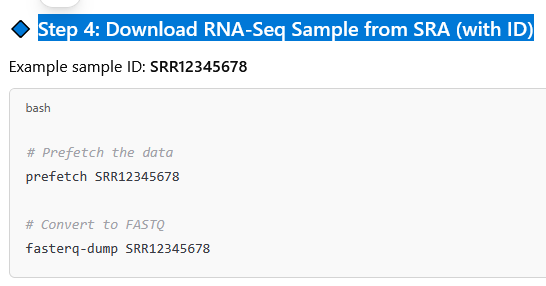 Step 4: Download RNA-Seq Sample from SRA (with ID)
Example sample ID: SRR12345678
bash
# Prefetch the data
prefetch SRR12345678
# Convert to FASTQ
fasterq-dump SRR12345678